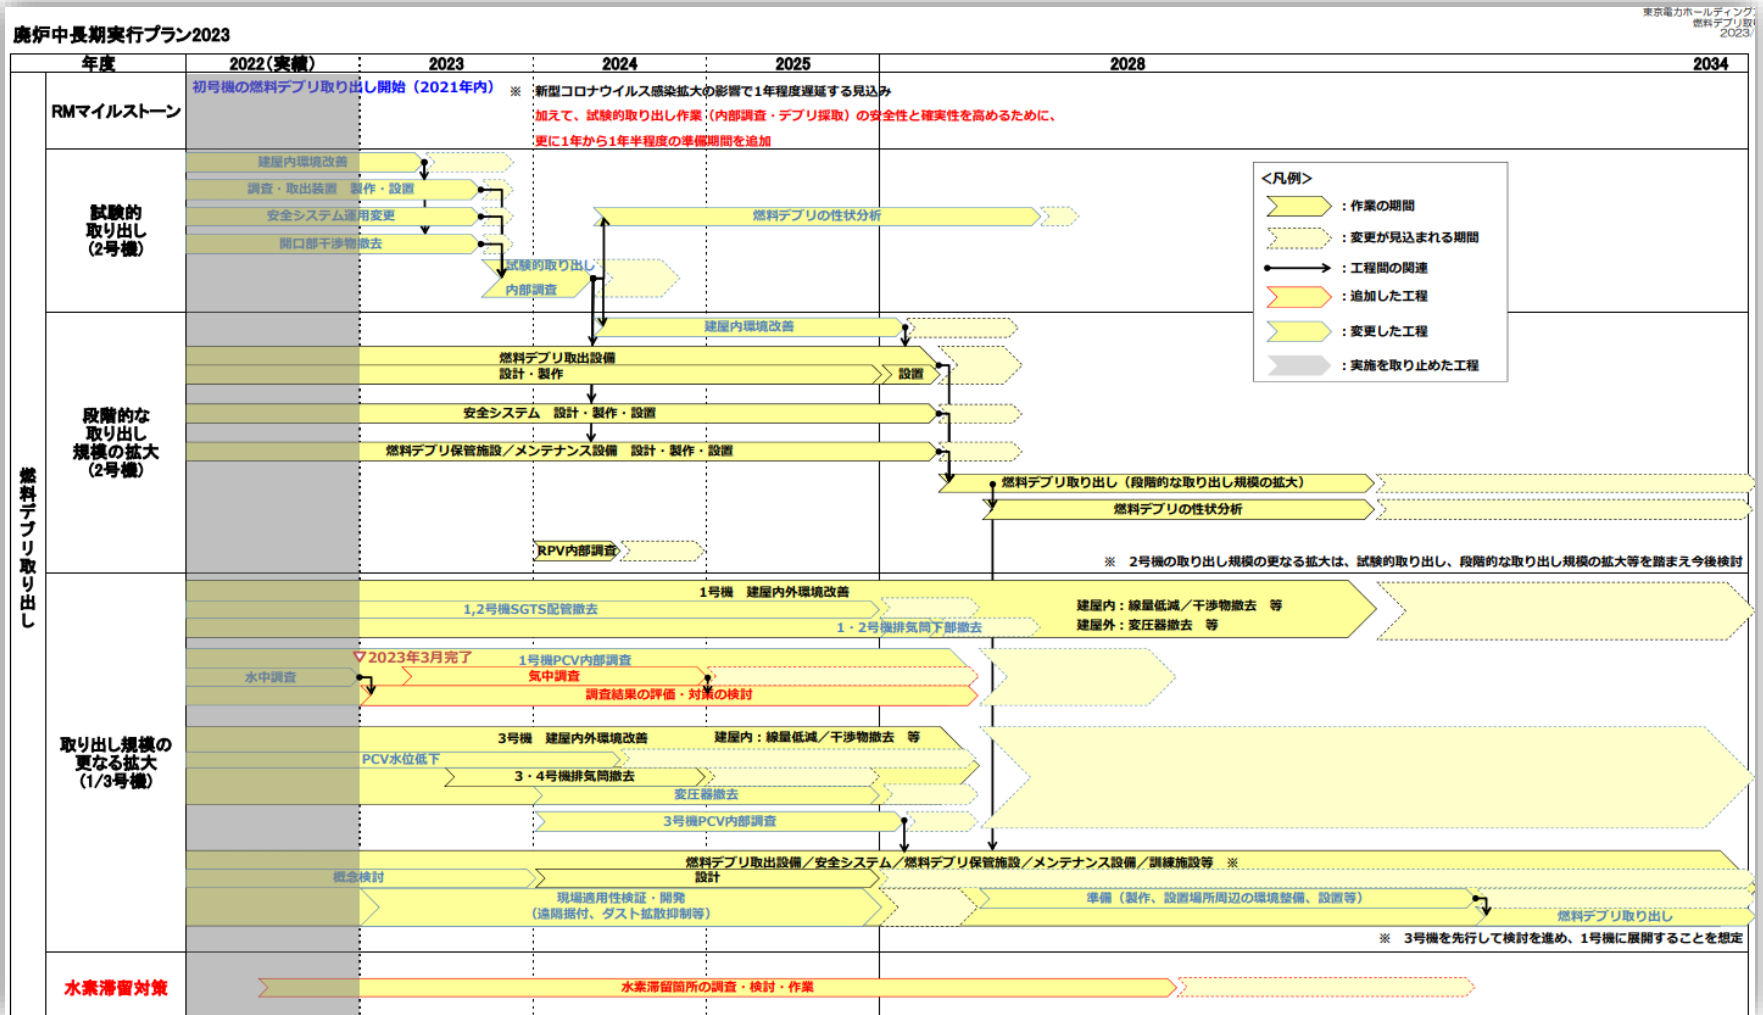 東京電力ホールディングス
燃料デブリ取り
2023/
廃炉中長期実行プラン2023
年度
2022(実績)
2023
2024
2025
2028
2034
燃料デブリ取り出し
RMマイルストーン
初号機の燃料デブリ取り出し開始（2021年内）
※ 新型コロナウイルス感染拡大の影響で1年程度遅延する見込み
加えて、試験的取り出し作業（内部調査・デブリ採取）の安全性と確実性を高めるために、
更に1年から1年半程度の準備期間を追加
試験的
取り出し
(2号機)
建屋内環境改善
調査・取出装置 製作・設置
安全システム運用変更
開口部干渉物撤去
試験的取り出し
内部調査
燃料デブリの性状分析
<凡例>
：作業の期間
：変更が見込まれる期間
：工程間の関連
：追加した工程
：変更した工程
：実施を取り止めた工程
段階的な
取り出し
規模の拡大
(2号機)
建屋内環境改善
燃料デブリ取出設備
設計・製作
設置
安全システム 設計・製作・設置
燃料デブリ保管施設／メンテナンス設備 設計・製作・設置
燃料デブリ取り出し（段階的な取り出し規模の拡大）
燃料デブリの性状分析
RPV内部調査
※ 2号機の取り出し規模の更なる拡大は、試験的取り出し、段階的な取り出し規模の拡大等を踏まえ今後検討
取り出し規模の
更なる拡大
(1/3号機)
1号機 建屋内外環境改善
1,2号機SGTS配管撤去
1・2号機排気筒下部撤去
建屋内：線量低減／干渉物撤去 等
建屋外：変圧器撤去 等
▽2023年3月完了
1号機PCV内部調査
水中調査
気中調査
調査結果の評価・対策の検討
3号機 建屋内外環境改善
建屋内：線量低減／干渉物撤去 等
PCV水位低下
3・4号機排気筒撤去
変圧器撤去
3号機PCV内部調査
燃料デブリ取出設備／安全システム／燃料デブリ保管施設／メンテナンス設備／訓練施設等 ※
概念検討
設計
現場適用性検証・開発
（遠隔据付、ダスト拡散抑制等）
準備（製作、設置場所周辺の環境整備、設置等）
燃料デブリ取り出し
※ 3号機を先行して検討を進め、1号機に展開することを想定
水素滞留対策
水素滞留箇所の調査・検討・作業